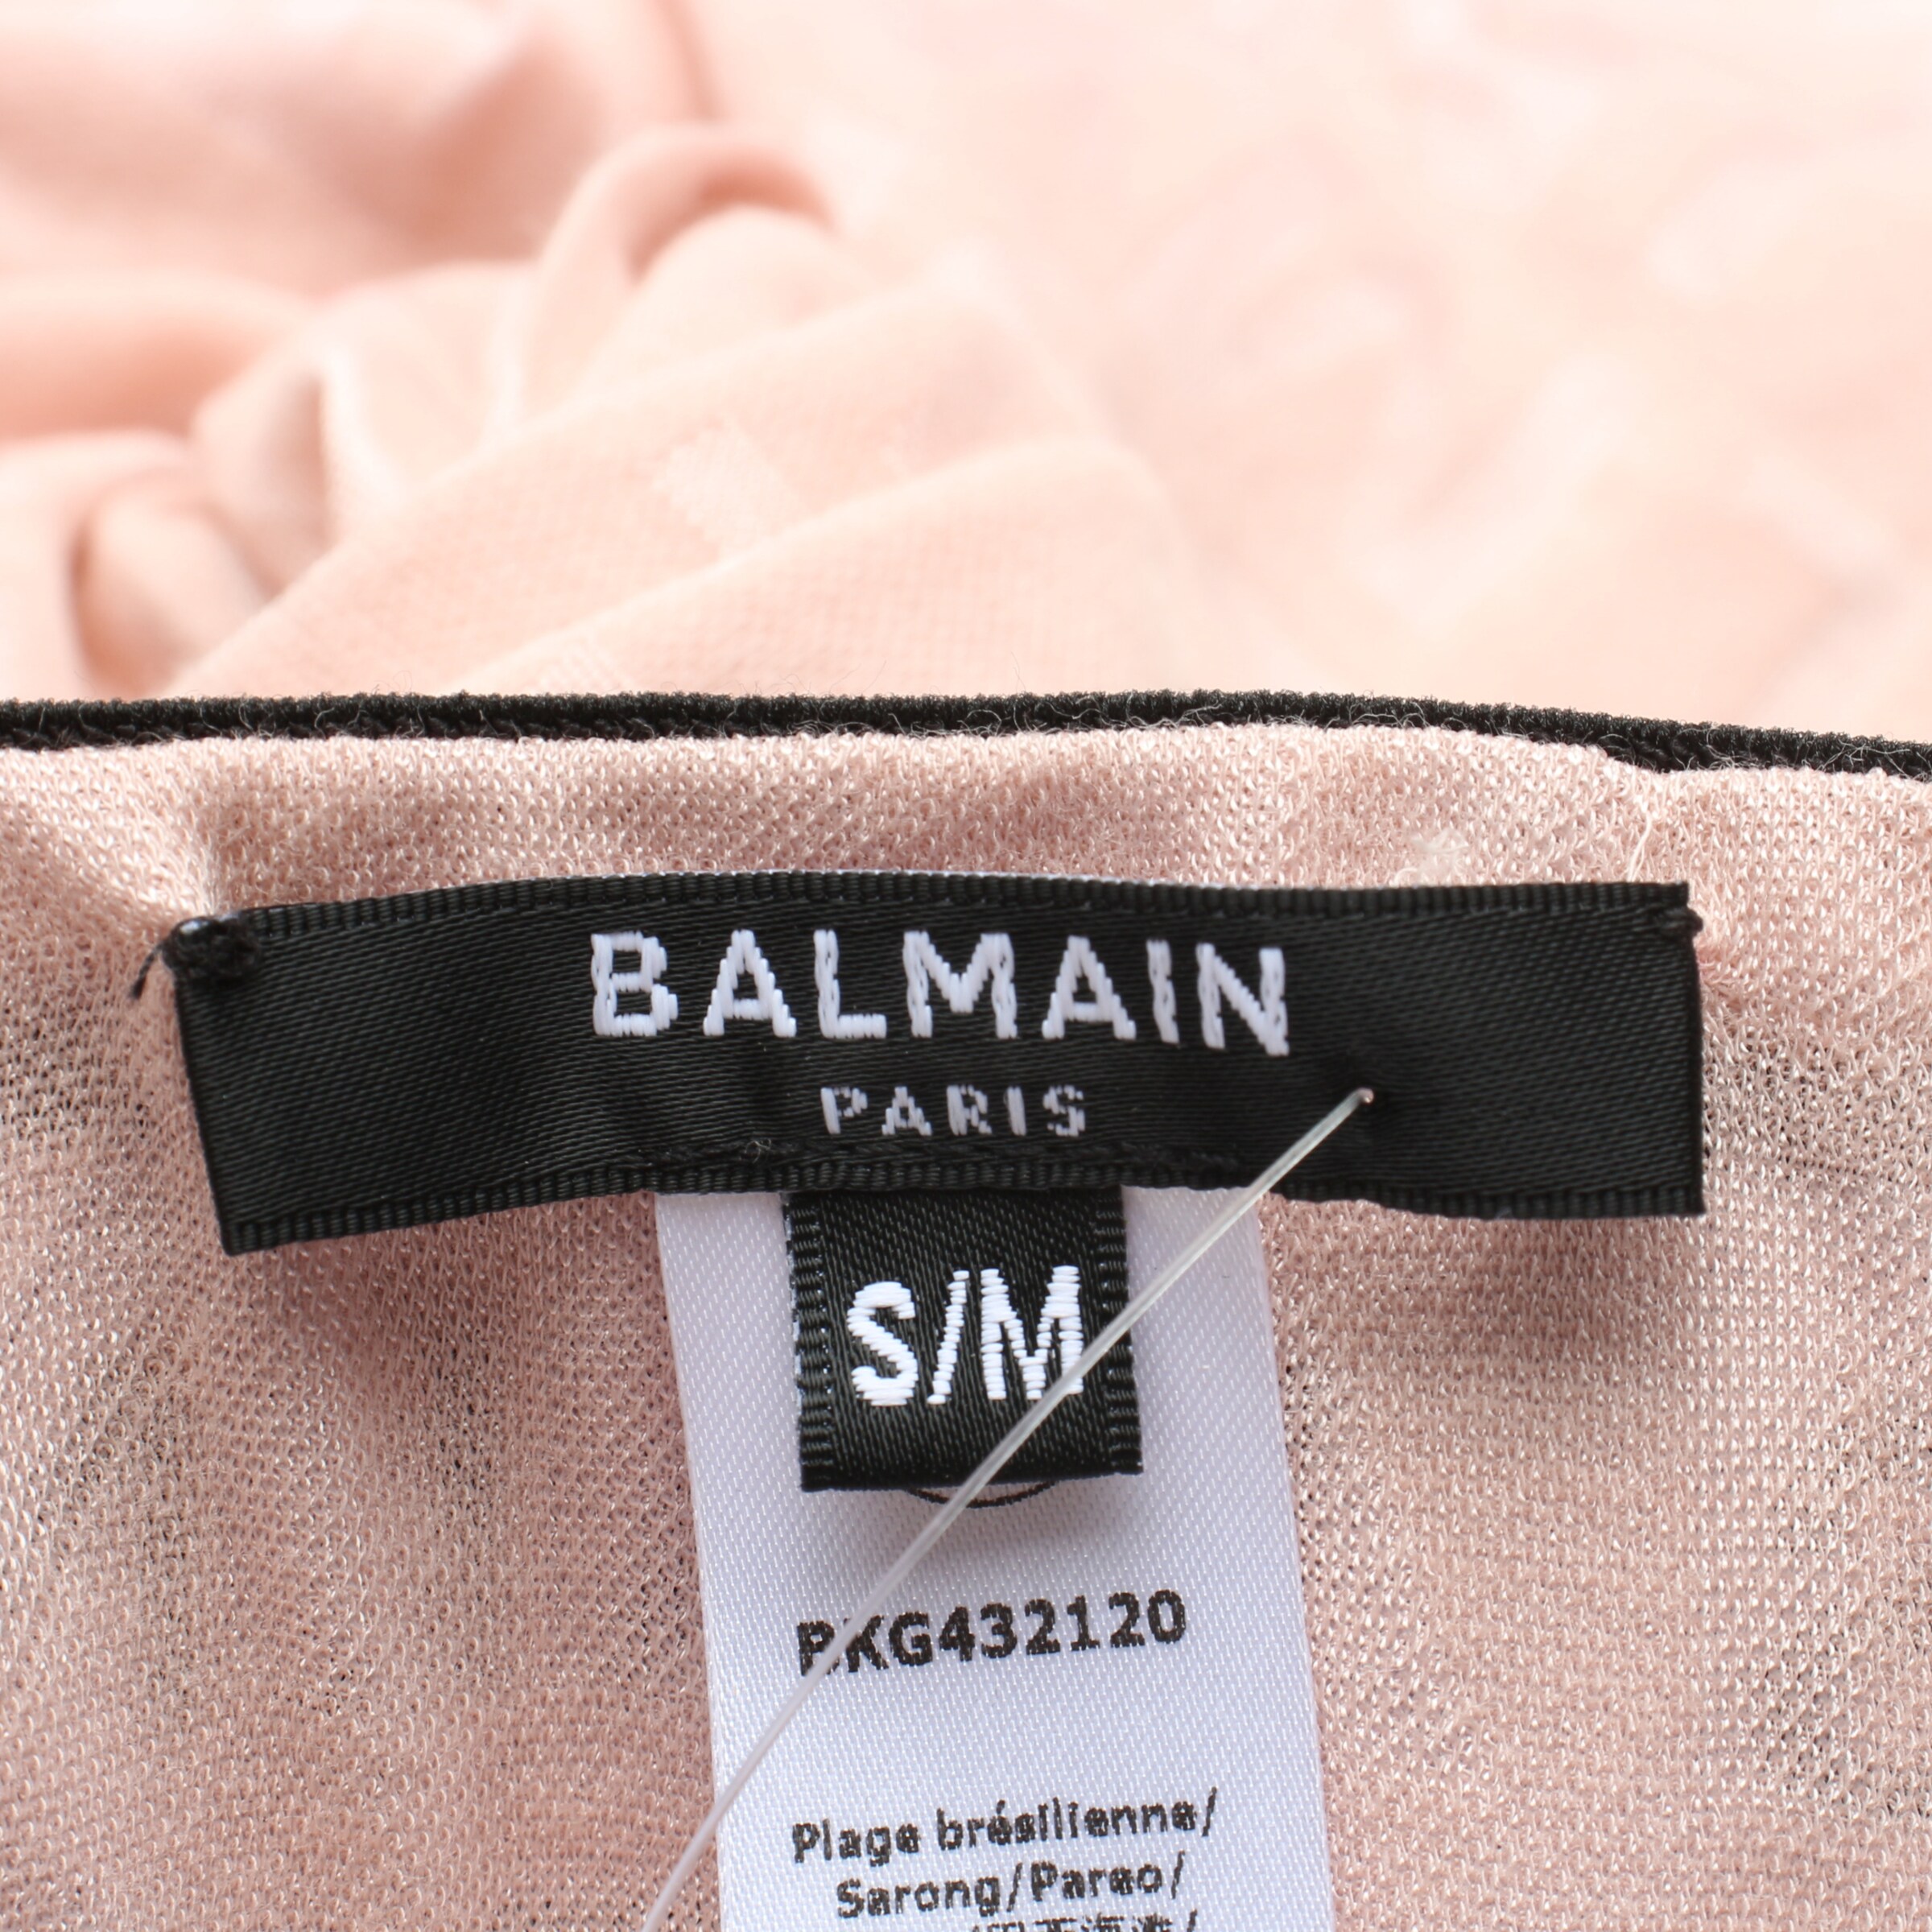 BALMAIN
PARIS
S/M
BKG432120
Plage brésilienne/
Sarong/Pareo/